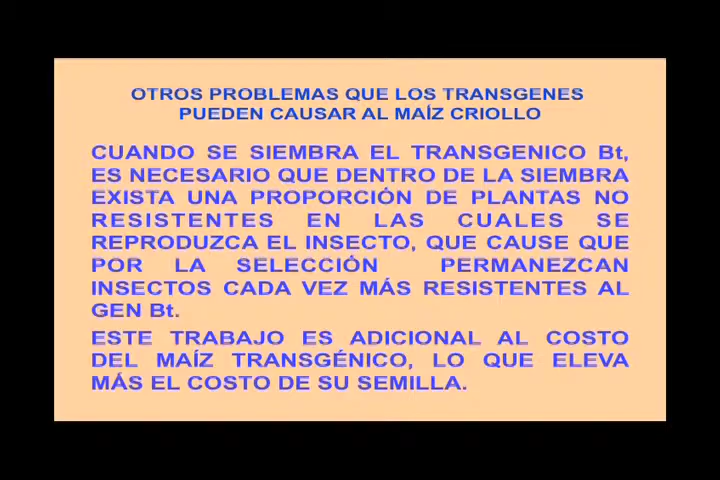 OTROS PROBLEMAS QUE LOS TRANSGENES
PUEDEN CAUSAR AL MAÍZ CRIOLLO
CUANDO SE SIEMBRA EL TRANSGENICO Bt,
ES NECESARIO QUE DENTRO DE LA SIEMBRA
EXISTA UNA PROPORCIÓN DE PLANTAS NO
RESISTENTES EN LAS CUALES SE
REPRODUZCA EL INSECTO, QUE CAUSE QUE
POR LA SELECCIÓN PERMANEZCAN
INSECTOS CADA VEZ MÁS RESISTENTES AL
GEN Bt.
ESTE TRABAJO ES ADICIONAL AL COSTO
DEL MAÍZ TRANSGÉNICO, LO QUE ELEVA
MÁS EL COSTO DE SU SEMILLA.